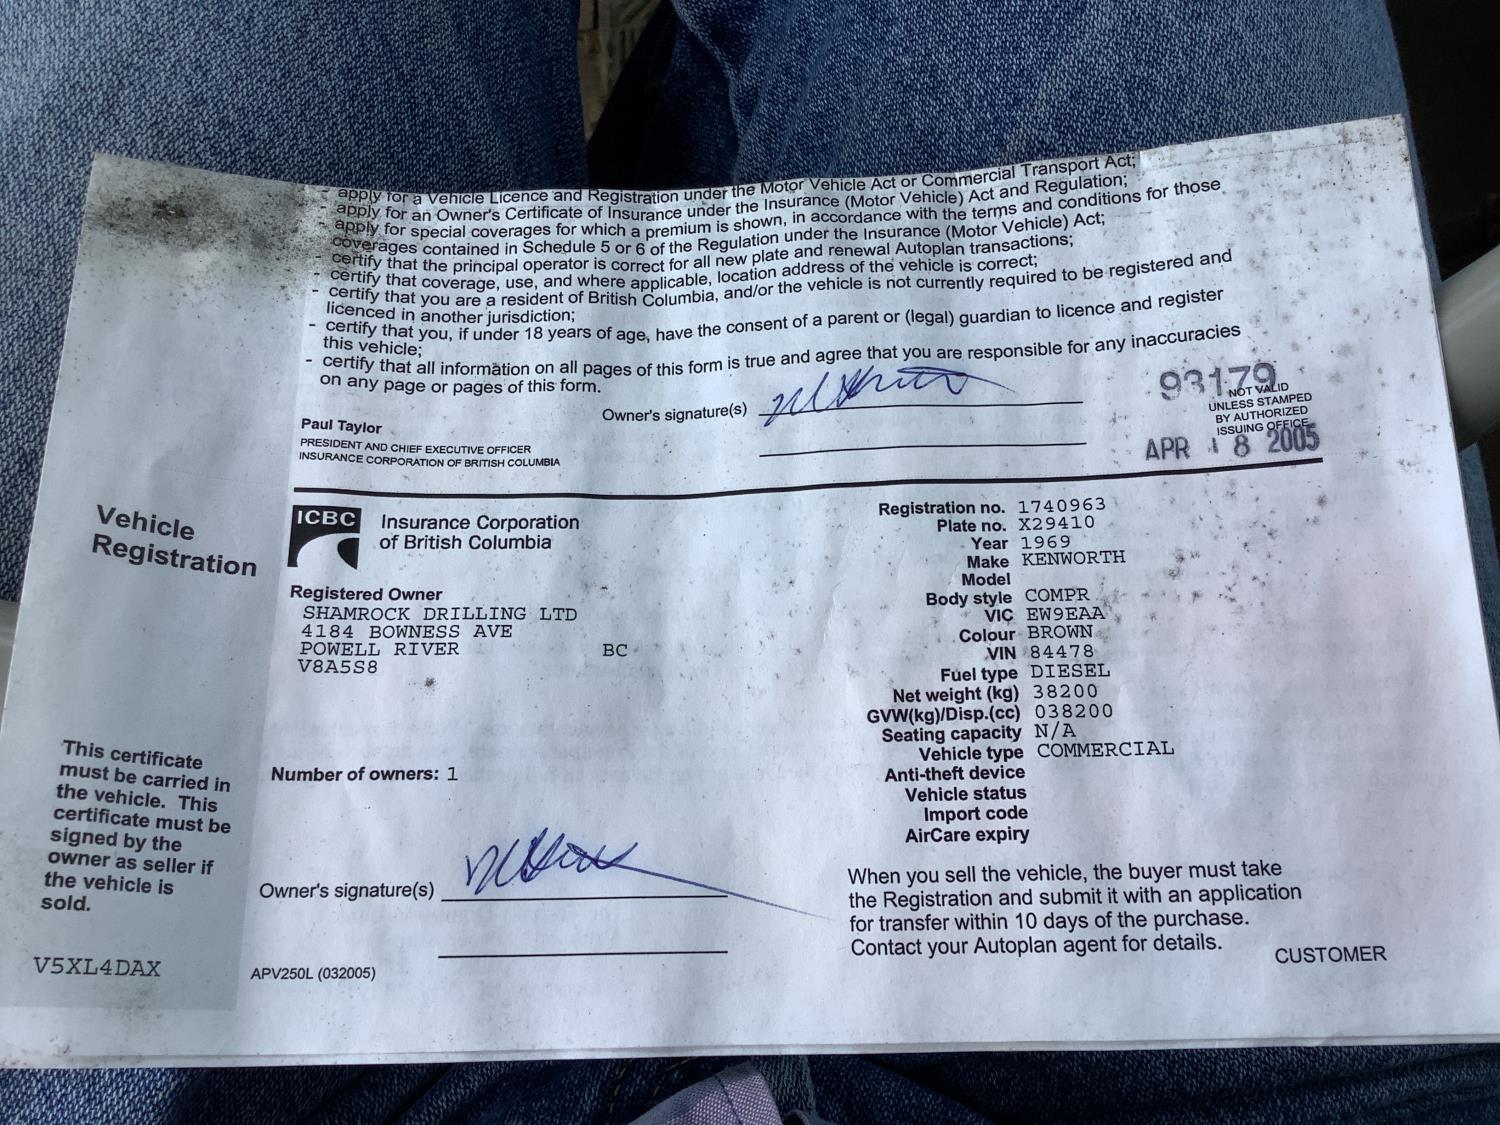 - apply for a Vehicle Licence and Registration under the Motor Vehicle Act or Commercial Transport Act;
- apply for an Owner's Certificate of Insurance under the Insurance (Motor Vehicle) Act and Regulation;
- apply for special coverages for which a premium is shown, in accordance with the terms and conditions for those
coverages contained in Schedule 5 or 6 of the Regulation under the Insurance (Motor Vehicle) Act;
- certify that the principal operator is correct for all new plate and renewal Autoplan transactions;
- certify that coverage, use, and where applicable, location address of the vehicle is correct;
- certify that you are a resident of British Columbia, and/or the vehicle is not currently required to be registered and
licenced in another jurisdiction;
- certify that you, if under 18 years of age, have the consent of a parent or (legal) guardian to licence and register
this vehicle;
- certify that all information on all pages of this form is true and agree that you are responsible for any inaccuracies
on any page or pages of this form.
Owner's signature(s)
93179
NOT VALID
UNLESS STAMPED
BY AUTHORIZED
ISSUING OFFICE
APR 18 2005
Paul Taylor
PRESIDENT AND CHIEF EXECUTIVE OFFICER
INSURANCE CORPORATION OF BRITISH COLUMBIA
Vehicle
Registration
ICBC
Insurance Corporation
of British Columbia
Registered Owner
SHAMROCK DRILLING LTD
4184 BOWNESS AVE
POWELL RIVER BC
V8A5S8
Number of owners: 1
Owner's signature(s)
APV250L (032005)
Registration no. 1740963
Plate no. X29410
Year 1969
Make KENWORTH
Model
Body style COMPR
VIC EW9EAA
Colour BROWN
VIN 84478
Fuel type DIESEL
Net weight (kg) 38200
GVW(kg)/Disp.(cc) 038200
Seating capacity N/A
Vehicle type COMMERCIAL
Anti-theft device
Vehicle status
Import code
AirCare expiry
When you sell the vehicle, the buyer must take
the Registration and submit it with an application
for transfer within 10 days of the purchase.
Contact your Autoplan agent for details.
CUSTOMER
This certificate
must be carried in
the vehicle. This
certificate must be
signed by the
owner as seller if
the vehicle is
sold.
V5XL4DAX